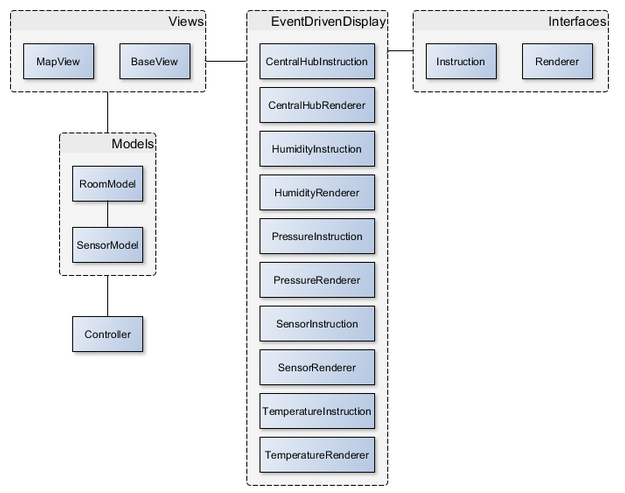 Views
MapView
BaseView
Models
RoomModel
SensorModel
Controller
EventDrivenDisplay
CentralHubInstruction
CentralHubRenderer
HumidityInstruction
HumidityRenderer
PressureInstruction
PressureRenderer
SensorInstruction
SensorRenderer
TemperatureInstruction
TemperatureRenderer
Interfaces
Instruction
Renderer